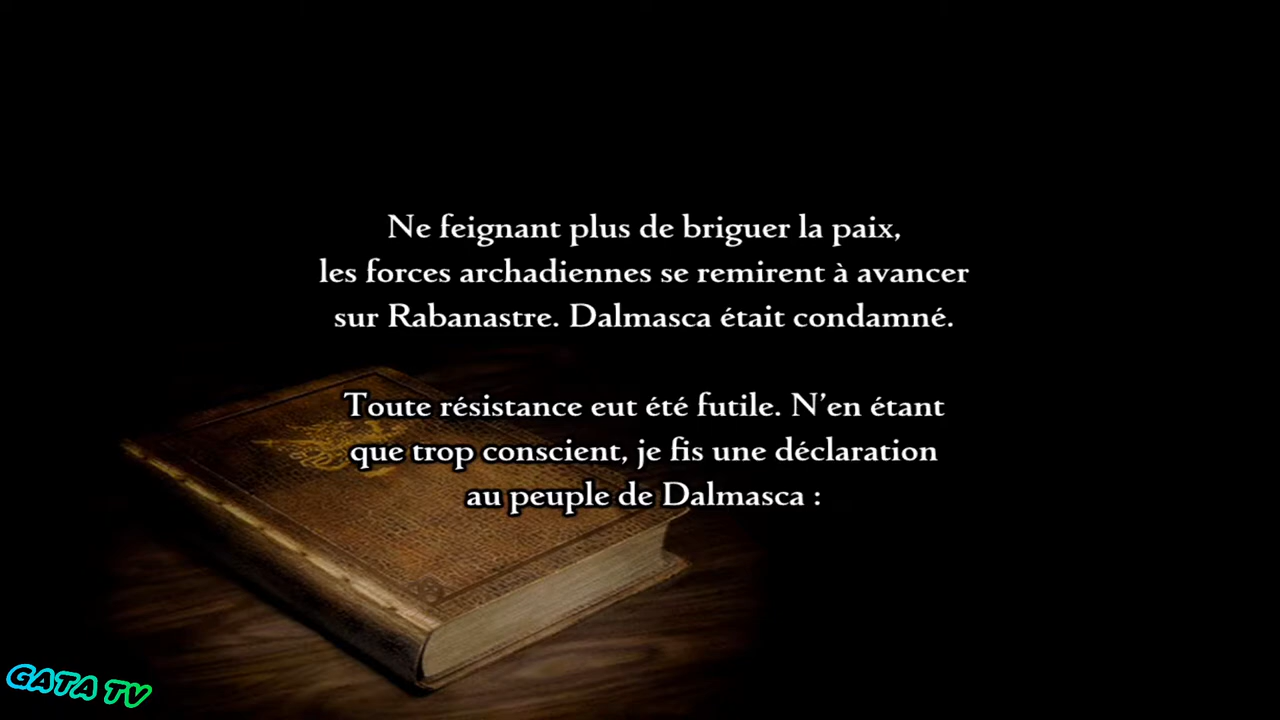 Ne feignant plus de briguer la paix,
les forces archadiennes se remirent à avancer
sur Rabanastre. Dalmasca était condamné.
Toute résistance eut été futile. N’en étant
que trop conscient, je fis une déclaration
au peuple de Dalmasca :
GATA TV